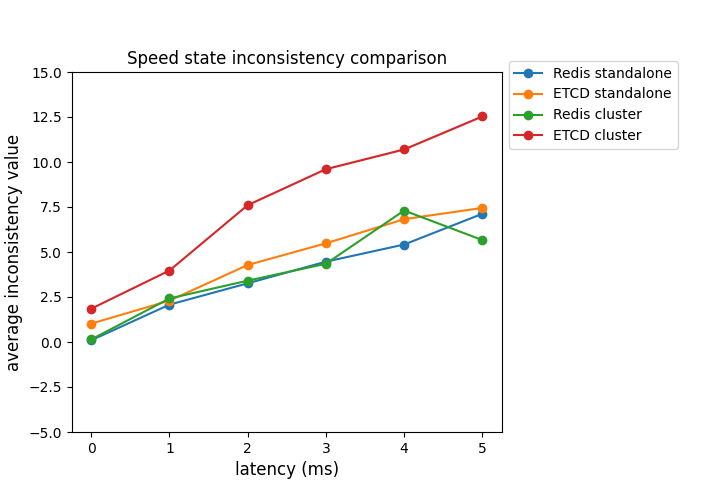 Speed state inconsistency comparison
Redis standalone
ETCD standalone
Redis cluster
ETCD cluster
average inconsistency value
15.0
12.5
10.0
7.5
5.0
2.5
0.0
−2.5
−5.0
0 1 2 3 4 5
latency (ms)